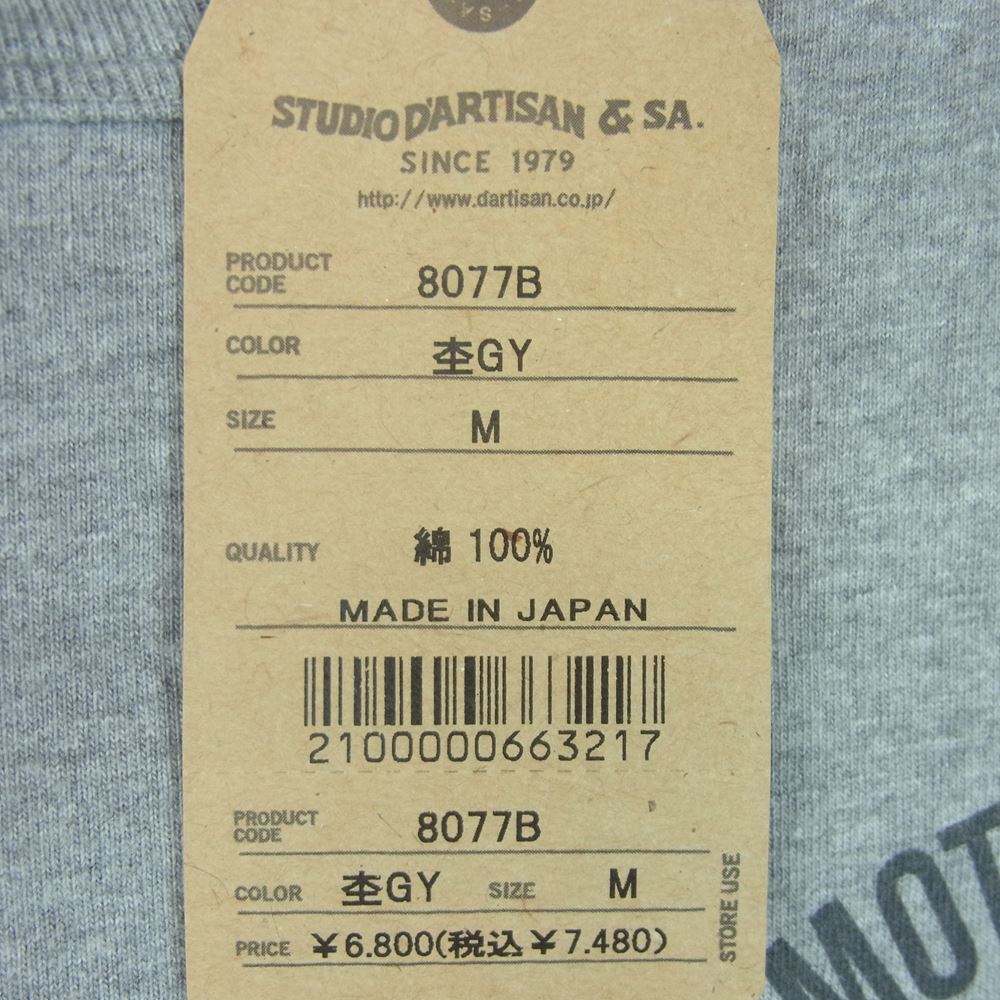 SA
STUDIO D'ARTISAN & SA.
SINCE 1979
http://www.dartisan.co.jp/
PRODUCT CODE 8077B
COLOR 杢GY
SIZE M
QUALITY 綿 100%
MADE IN JAPAN
2100000663217
PRODUCT CODE 8077B
COLOR 杢GY SIZE M
PRICE ￥6.800(税込￥7.480)
STORE USE
MOT